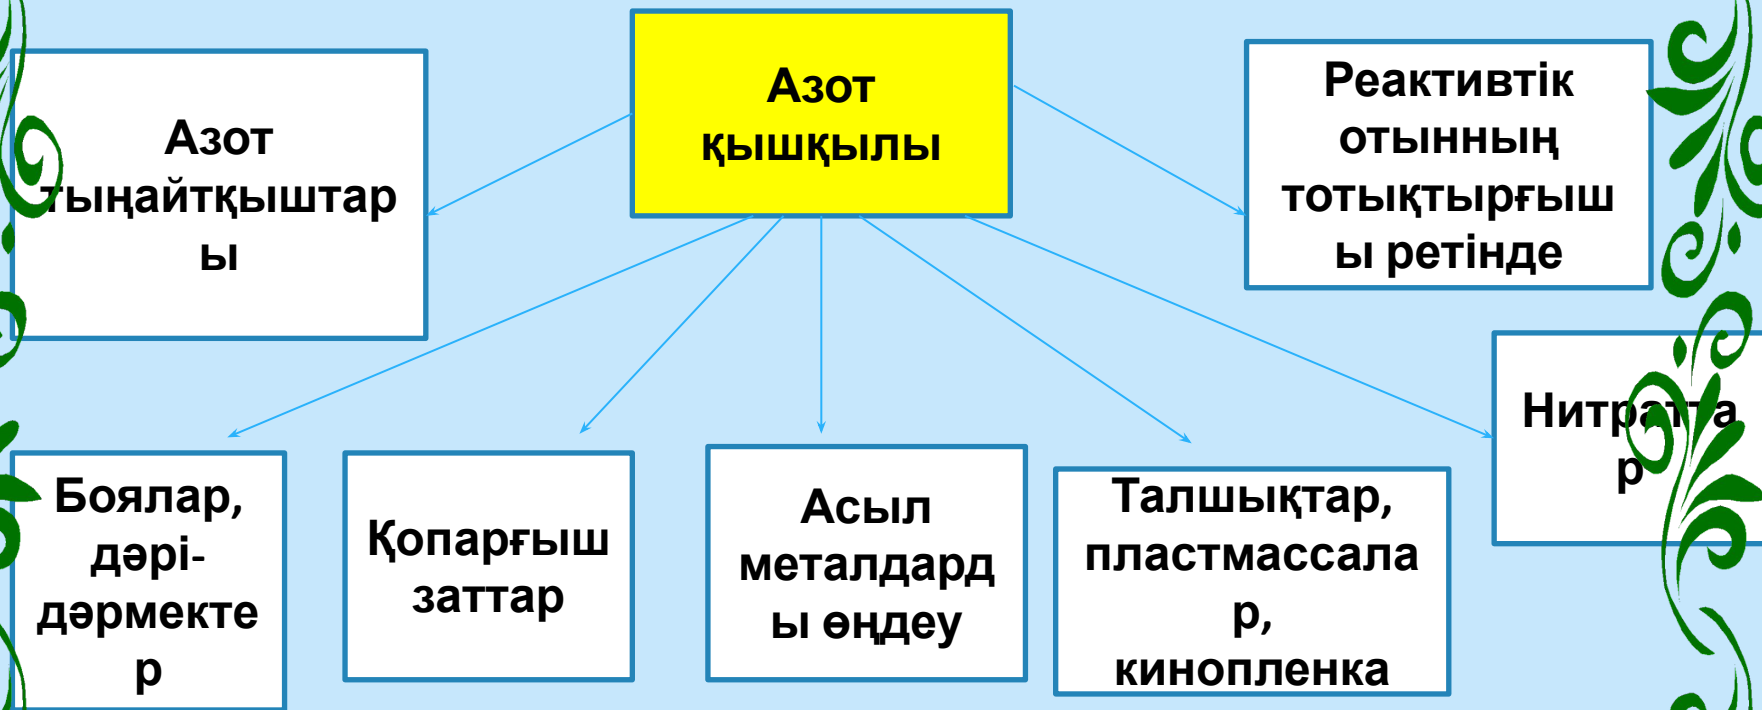 Азот
қышқылы
Азот
тыңайтқыштар
ы
Реактивтік
отынның
тотықтырғыш
ы ретінде
Нитратта
р
Боялар,
дәрі-
дәрмекте
р
Қопарғыш
заттар
Асыл
металдард
ы өңдеу
Талшықтар,
пластмассала
р,
кинопленка